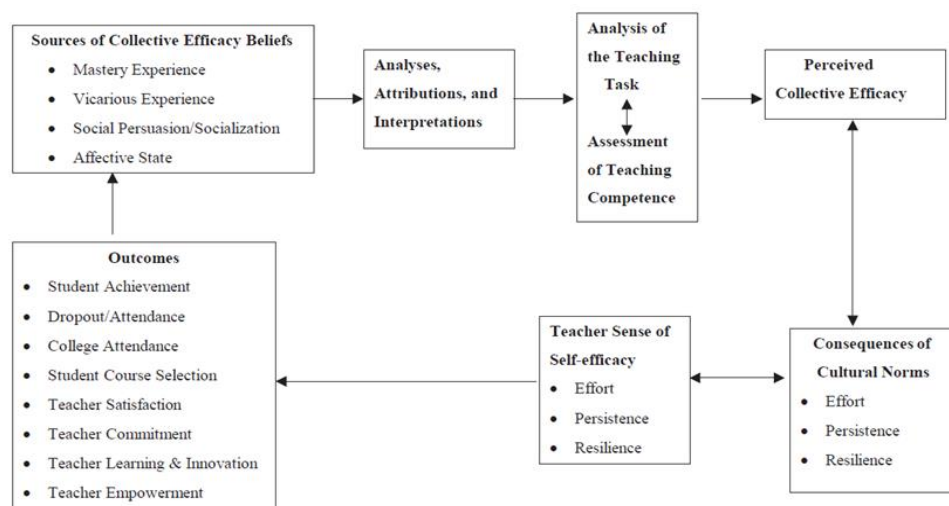 Sources of Collective Efficacy Beliefs
• Mastery Experience
• Vicarious Experience
• Social Persuasion/Socialization
• Affective State
Analyses,
Attributions, and
Interpretations
Analysis of
the Teaching
Task
Assessment
of Teaching
Competence
Perceived
Collective Efficacy
Outcomes
• Student Achievement
• Dropout/Attendance
• College Attendance
• Student Course Selection
• Teacher Satisfaction
• Teacher Commitment
• Teacher Learning & Innovation
• Teacher Empowerment
Teacher Sense of
Self-efficacy
• Effort
• Persistence
• Resilience
Consequences of
Cultural Norms
• Effort
• Persistence
• Resilience